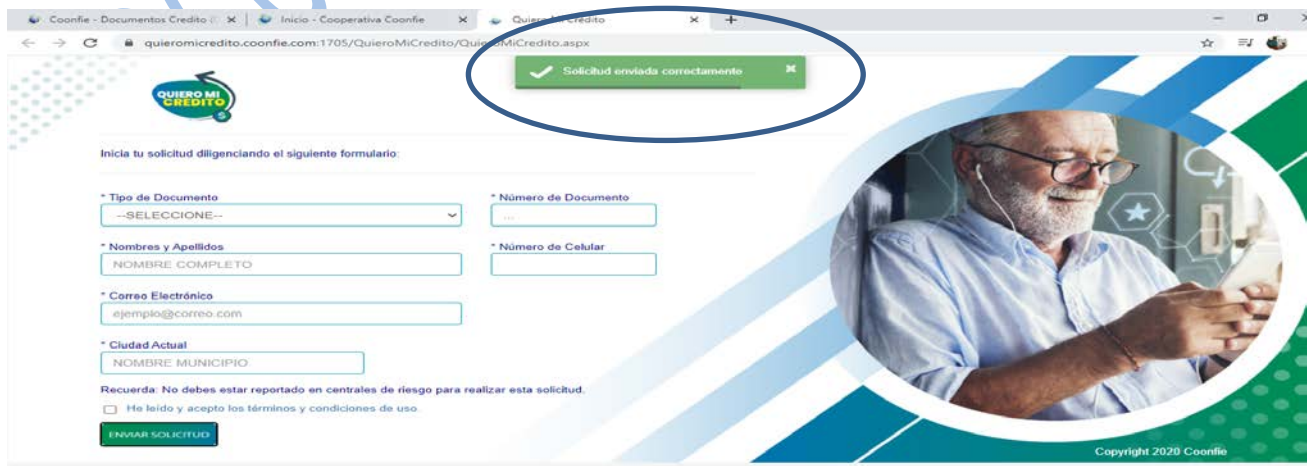 Coonfie - Documentos Credito
Inicio - Cooperativa Coonfie
Quiero Mi Credito
quieromicredito.coonfie.com:1705/QuieroMiCredito/QuieroMiCredito.aspx
Solicitud enviada correctamente
QUIERO MI
CREDITO
Inicia tu solicitud diligenciando el siguiente formulario:
* Tipo de Documento
* Número de Documento
--SELECCIONE--
...
* Nombres y Apellidos
* Número de Celular
NOMBRE COMPLETO
* Correo Electrónico
ejemplo@correo.com
* Ciudad Actual
NOMBRE MUNICIPIO
Recuerda: No debes estar reportado en centrales de riesgo para realizar esta solicitud.
He leído y acepto los términos y condiciones de uso
ENVIAR SOLICITUD
Copyright 2020 Coonfie